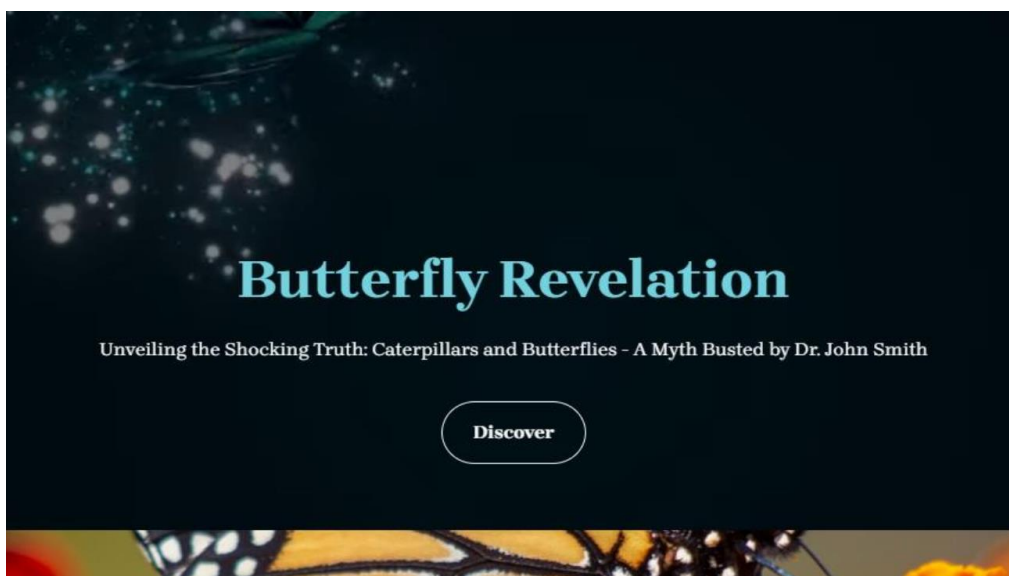 Butterfly Revelation
Unveiling the Shocking Truth: Caterpillars and Butterflies - A Myth Busted by Dr. John Smith
Discover